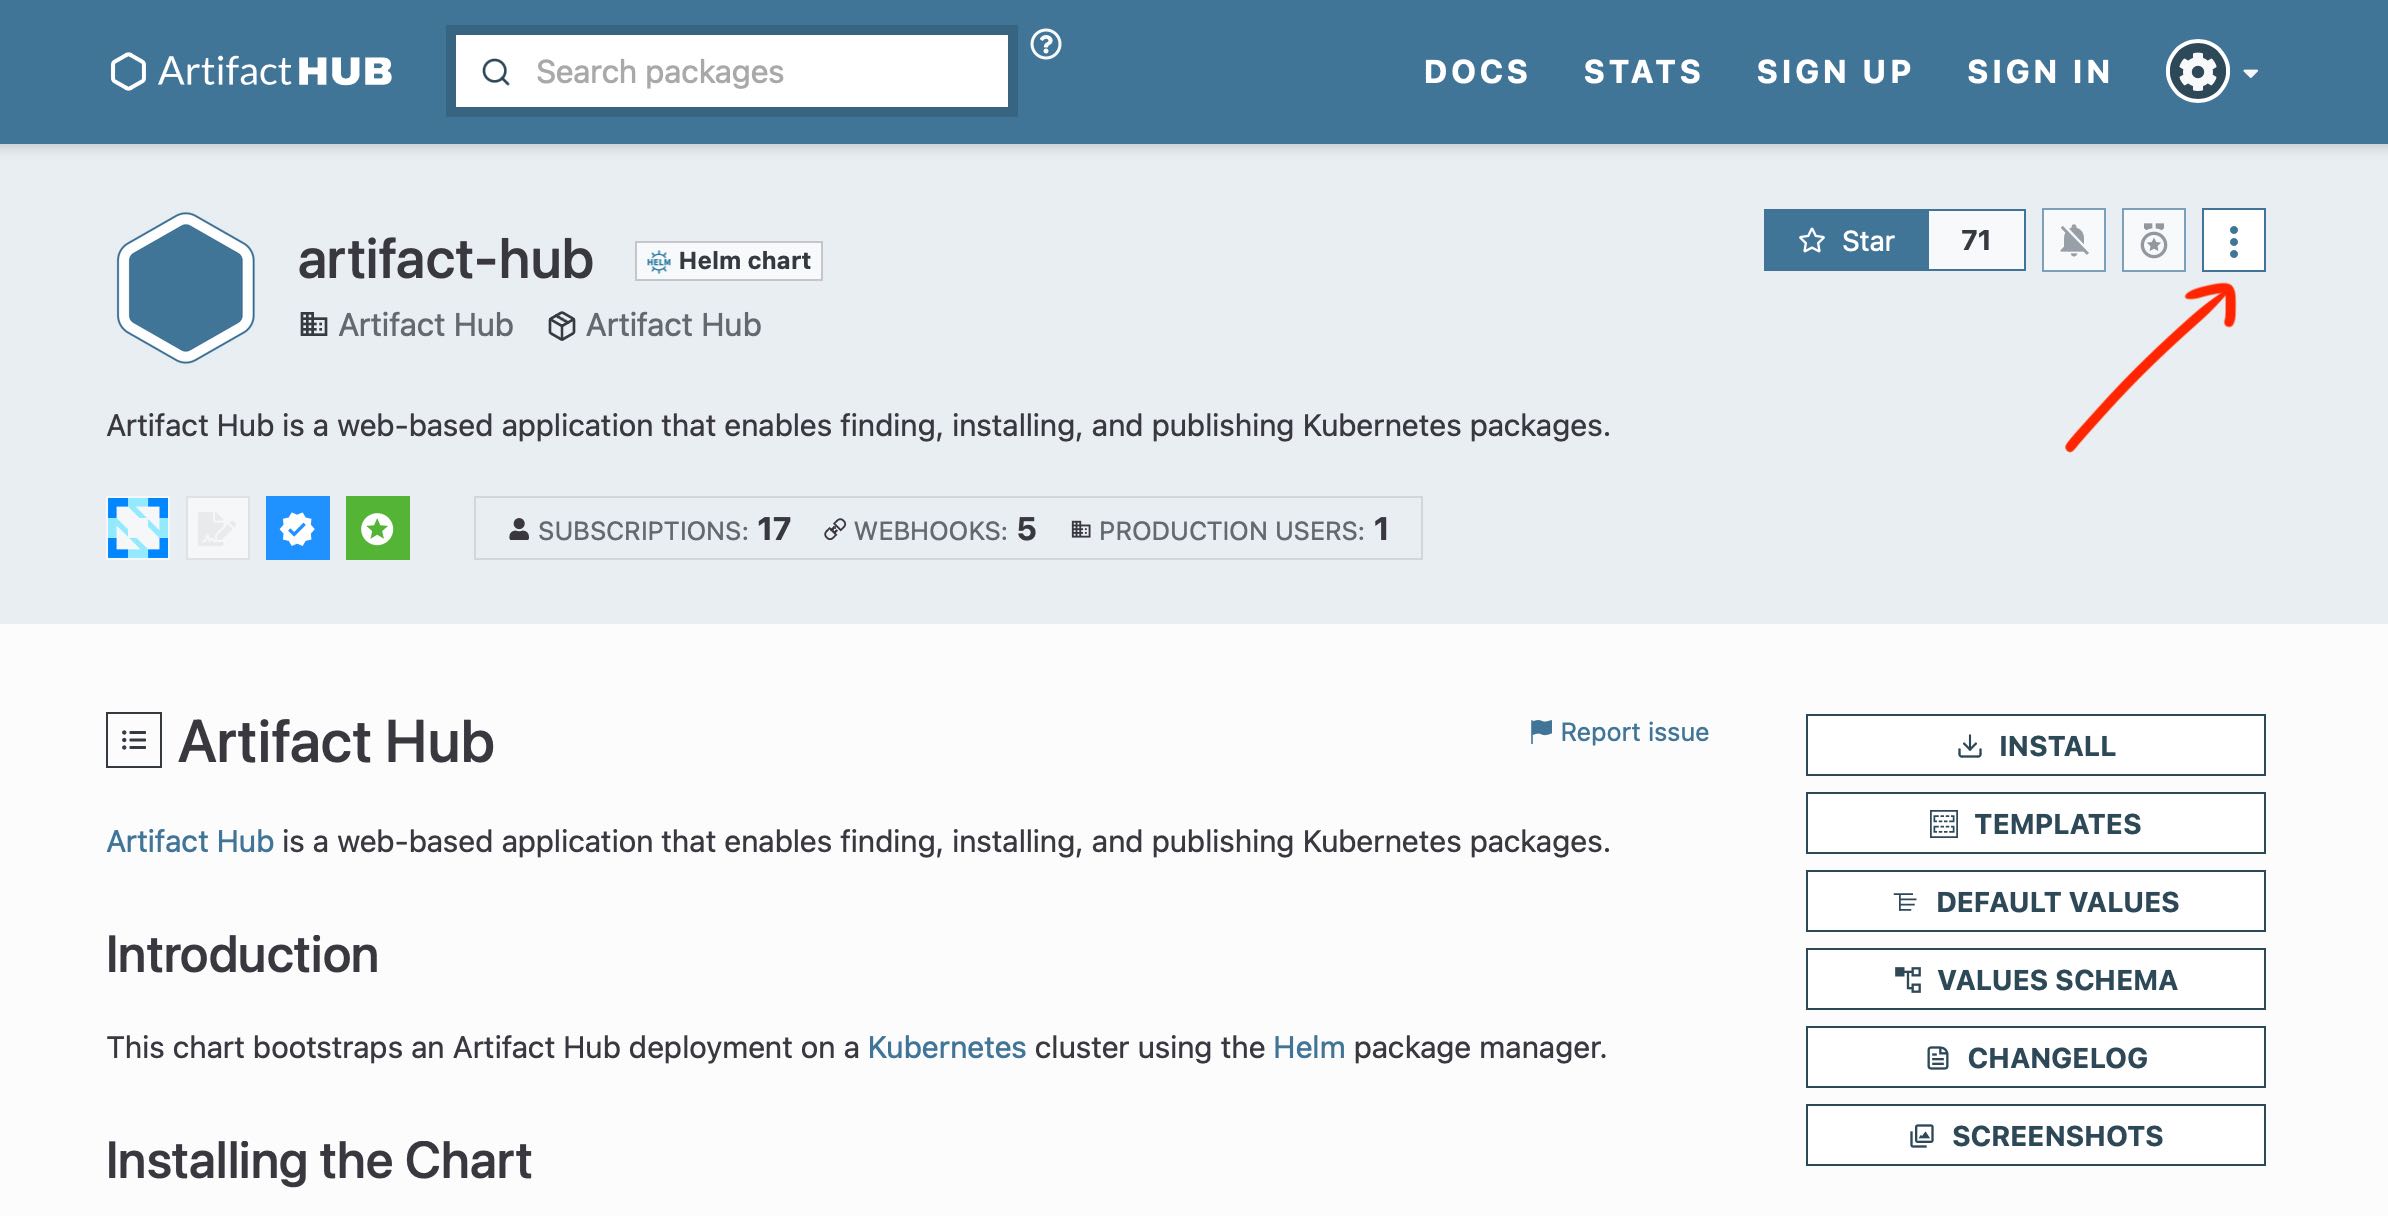 ArtifactHUB
Search packages
DOCS STATS SIGN UP SIGN IN
artifact-hub
HELM Helm chart
Star 71
Artifact Hub Artifact Hub
Artifact Hub is a web-based application that enables finding, installing, and publishing Kubernetes packages.
SUBSCRIPTIONS: 17 WEBHOOKS: 5 PRODUCTION USERS: 1
Artifact Hub
Report issue
Artifact Hub is a web-based application that enables finding, installing, and publishing Kubernetes packages.
Introduction
This chart bootstraps an Artifact Hub deployment on a Kubernetes cluster using the Helm package manager.
Installing the Chart
INSTALL
TEMPLATES
DEFAULT VALUES
VALUES SCHEMA
CHANGELOG
SCREENSHOTS